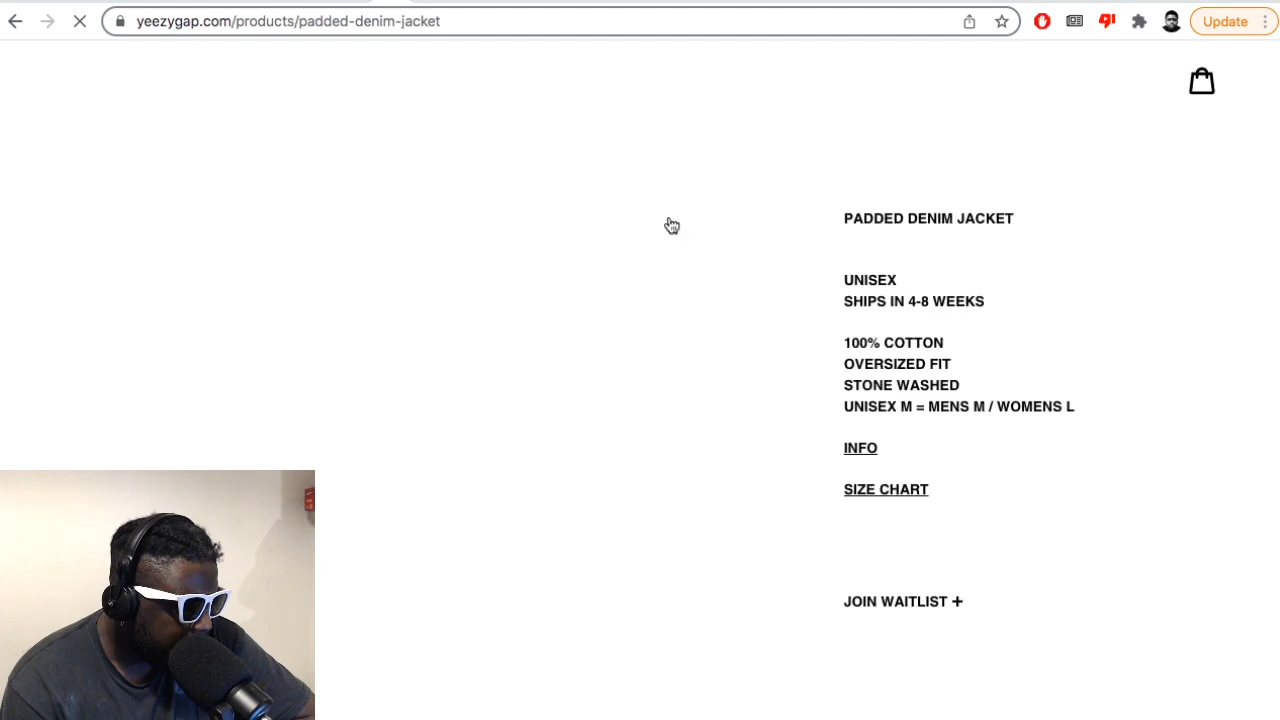 yeezygap.com/products/padded-denim-jacket
Update
PADDED DENIM JACKET
UNISEX
SHIPS IN 4-8 WEEKS
100% COTTON
OVERSIZED FIT
STONE WASHED
UNISEX M = MENS M / WOMENS L
INFO
SIZE CHART
JOIN WAITLIST +